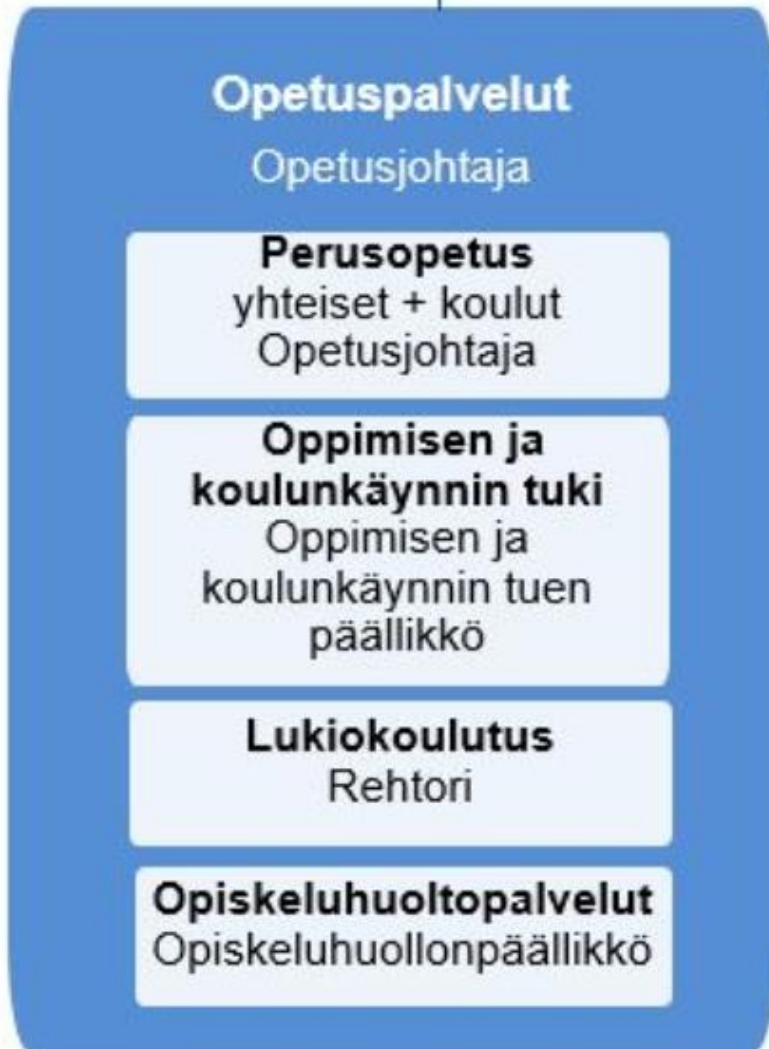 Opetuspalvelut
Opetusjohtaja
Perusopetus
yhteiset + koulut
Opetusjohtaja
Oppimisen ja
koulunkäynnin tuki
Oppimisen ja
koulunkäynnin tuen
päällikkö
Lukiokoulutus
Rehtori
Opiskeluhuoltopalvelut
Opiskeluhuollonpäällikkö